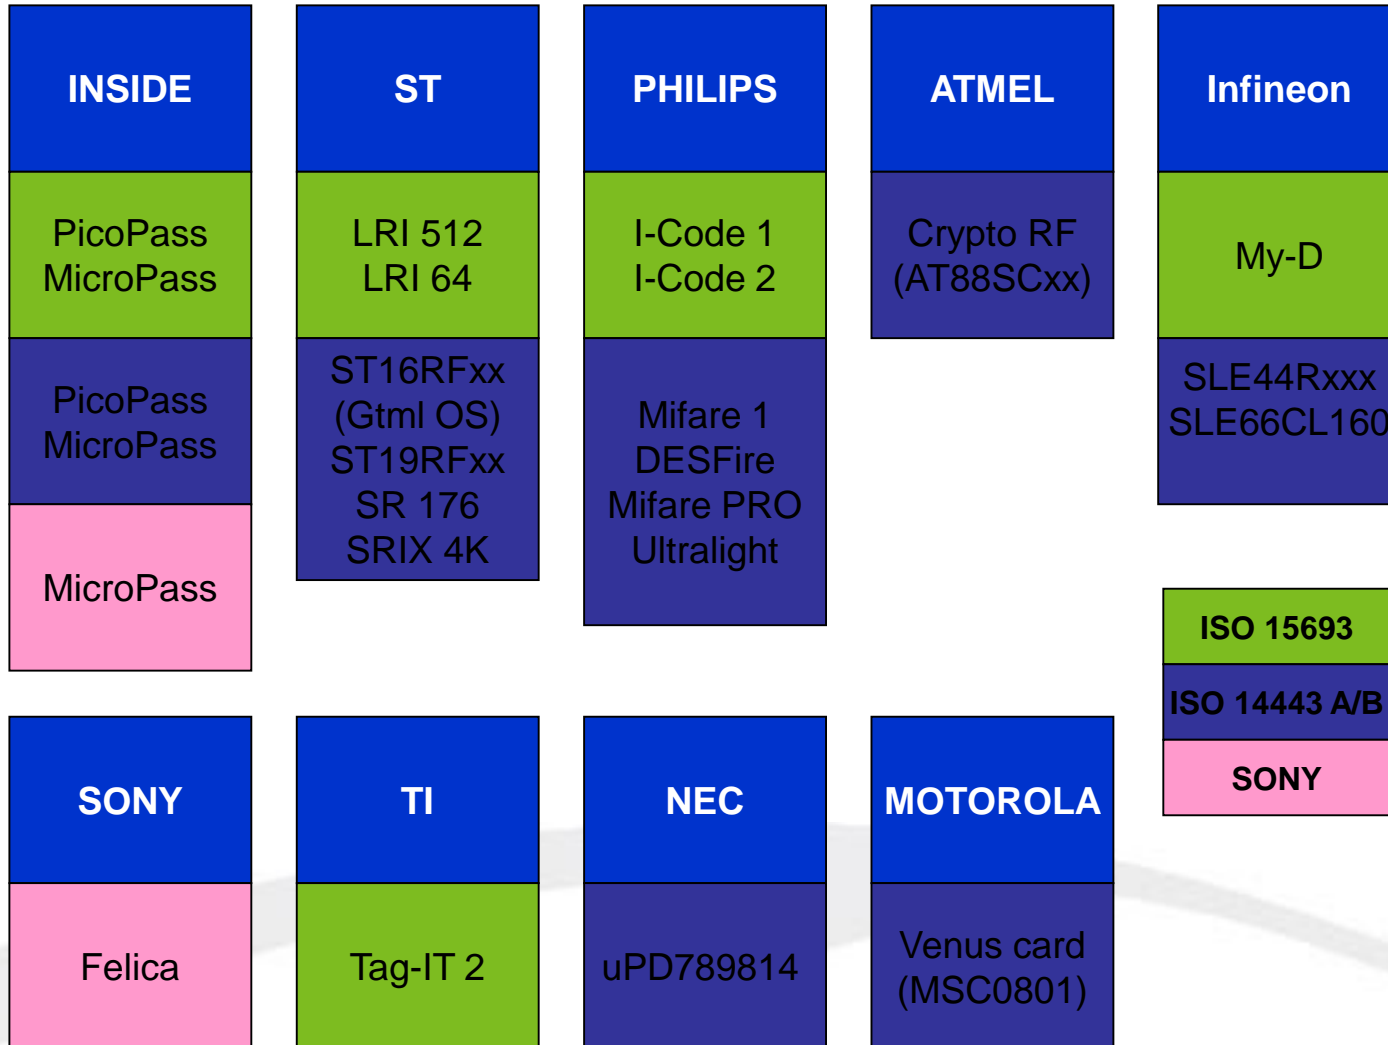 INSIDE
PicoPass
MicroPass
PicoPass
MicroPass
MicroPass
ST
LRI 512
LRI 64
ST16RFxx
(Gtml OS)
ST19RFxx
SR 176
SRIX 4K
PHILIPS
I-Code 1
I-Code 2
Mifare 1
DESFire
Mifare PRO
Ultralight
ATMEL
Crypto RF
(AT88SCxx)
Infineon
My-D
SLE44Rxxx
SLE66CL160
ISO 15693
ISO 14443 A/B
SONY
SONY
Felica
TI
Tag-IT 2
NEC
uPD789814
MOTOROLA
Venus card
(MSC0801)